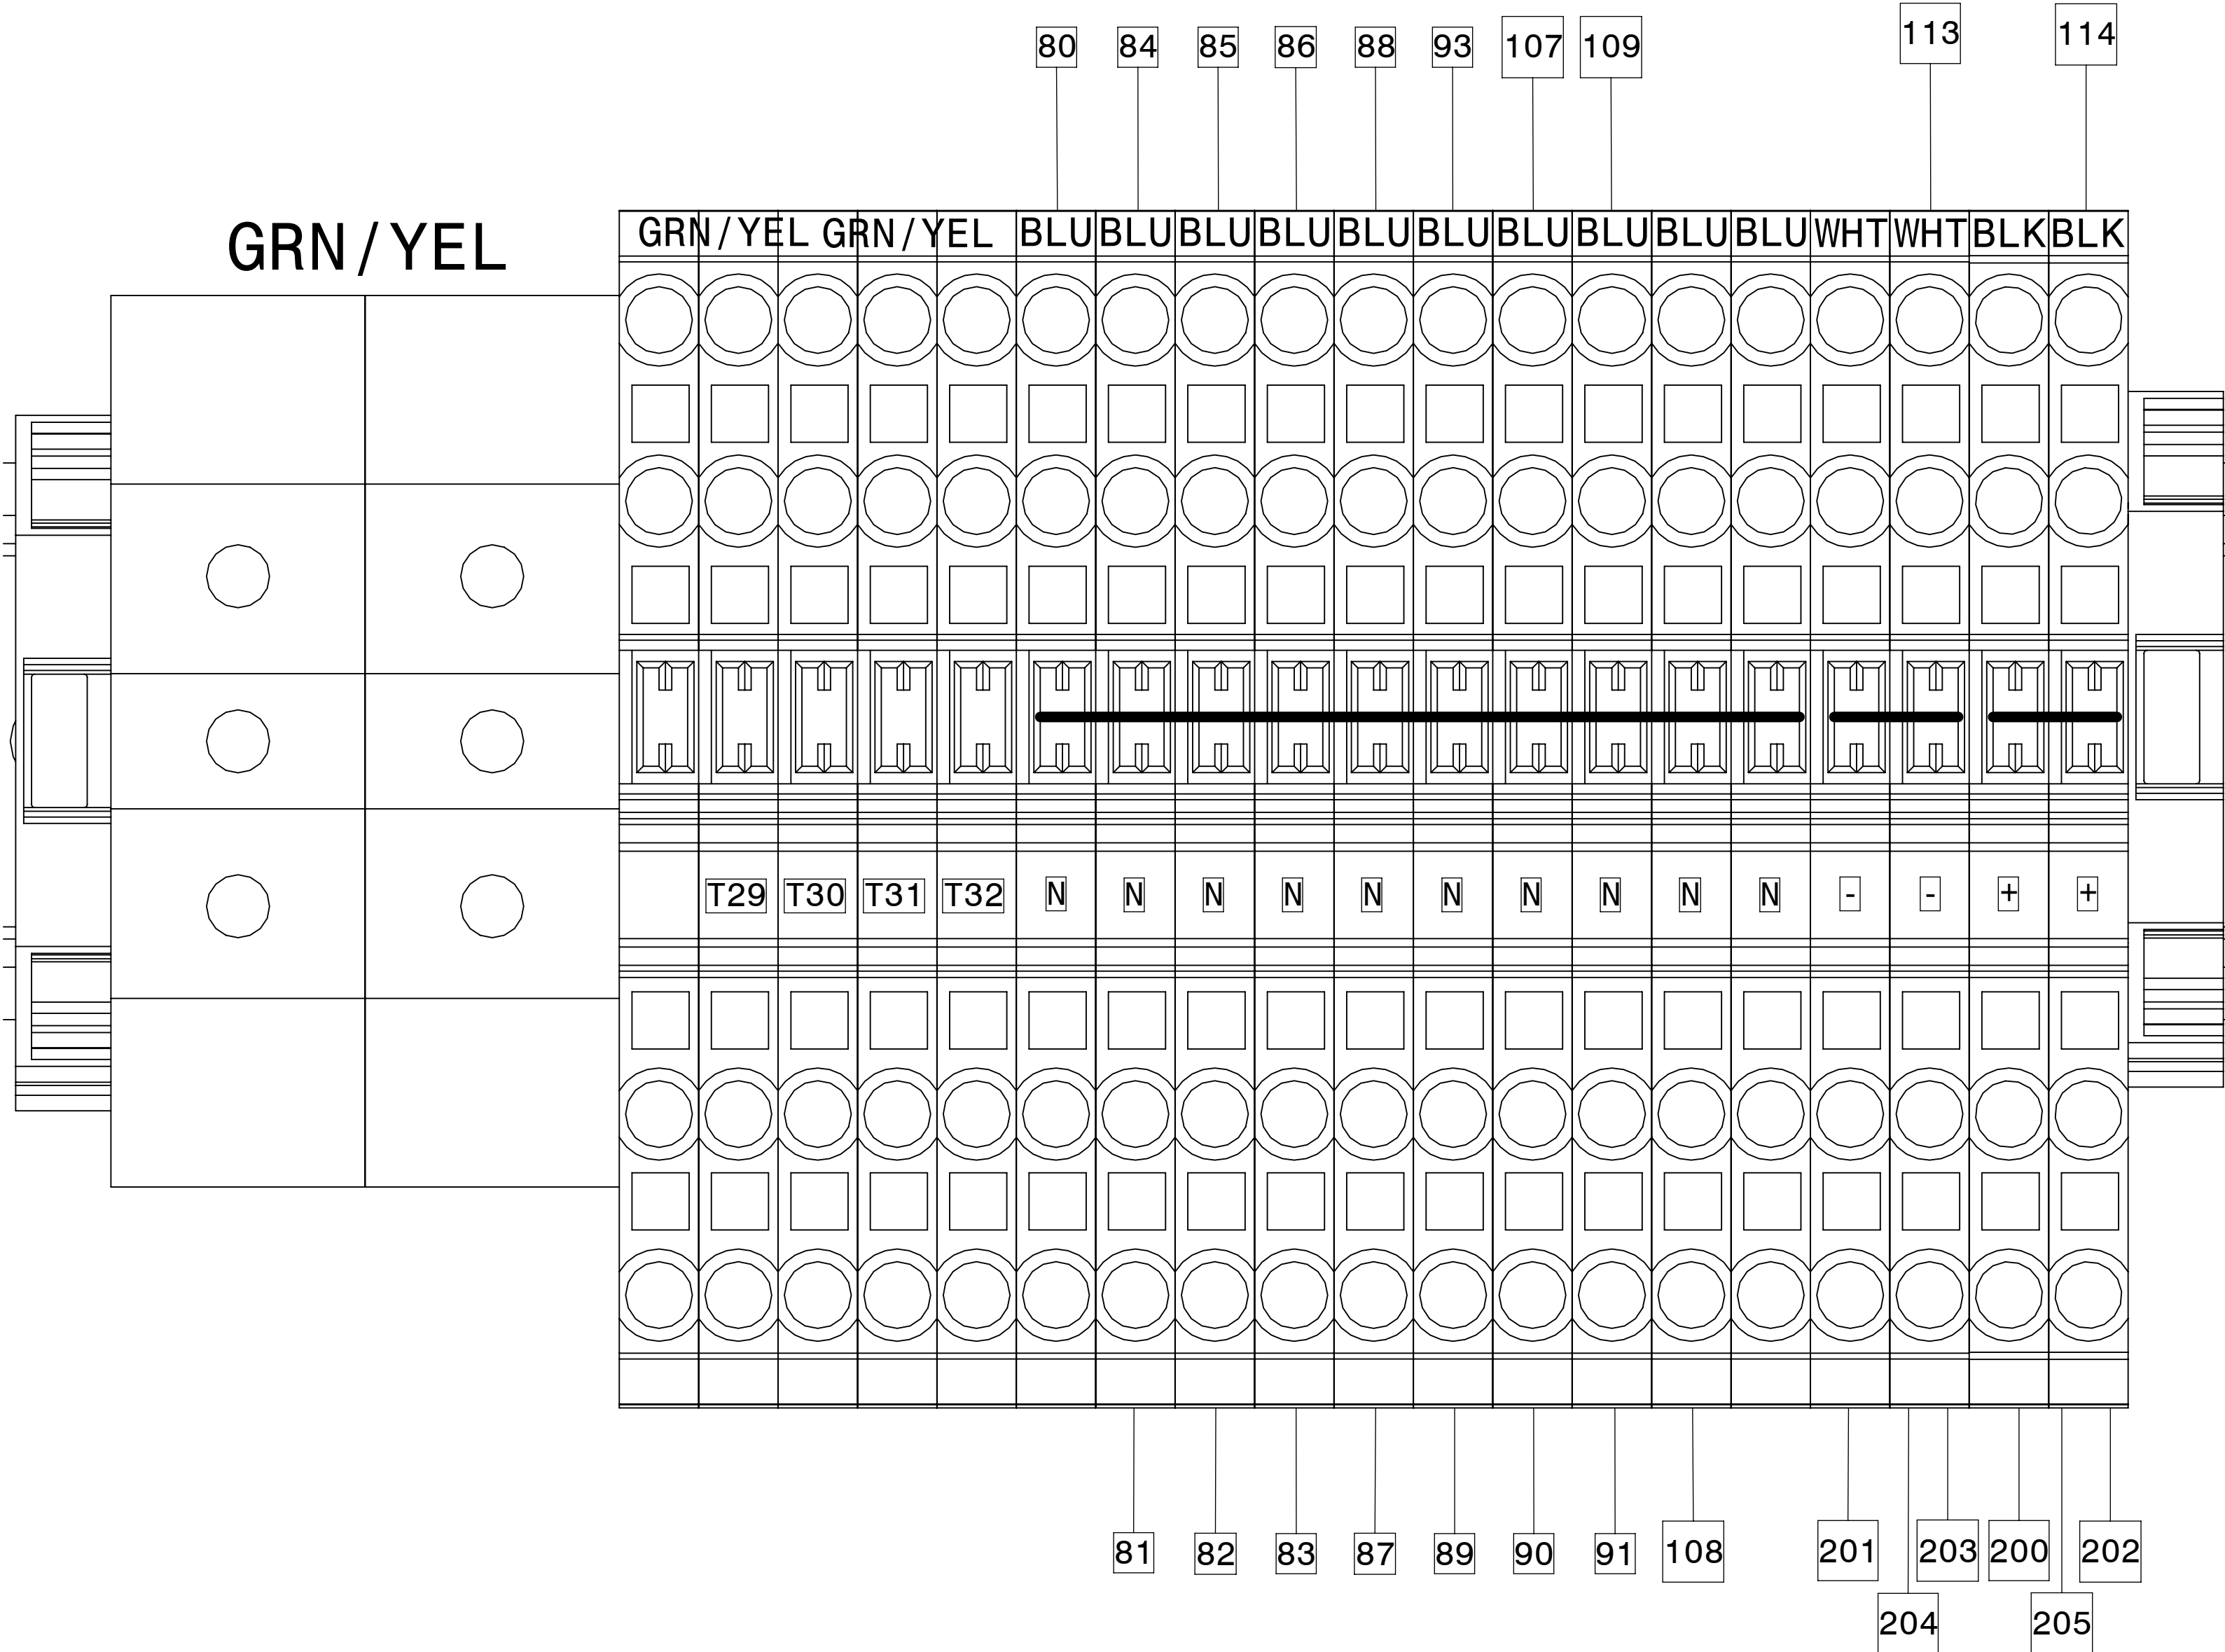 80 84 85 86 88 93 107 109 113 114
GRN/YEL GRN/YEL GRN/YEL BLU BLU BLU BLU BLU BLU BLU BLU BLU BLU WHT WHT BLK BLK
T29 T30 T31 T32 N N N N N N N N N N - - + +
81 82 83 87 89 90 91 108 201 203 200 202
204 205